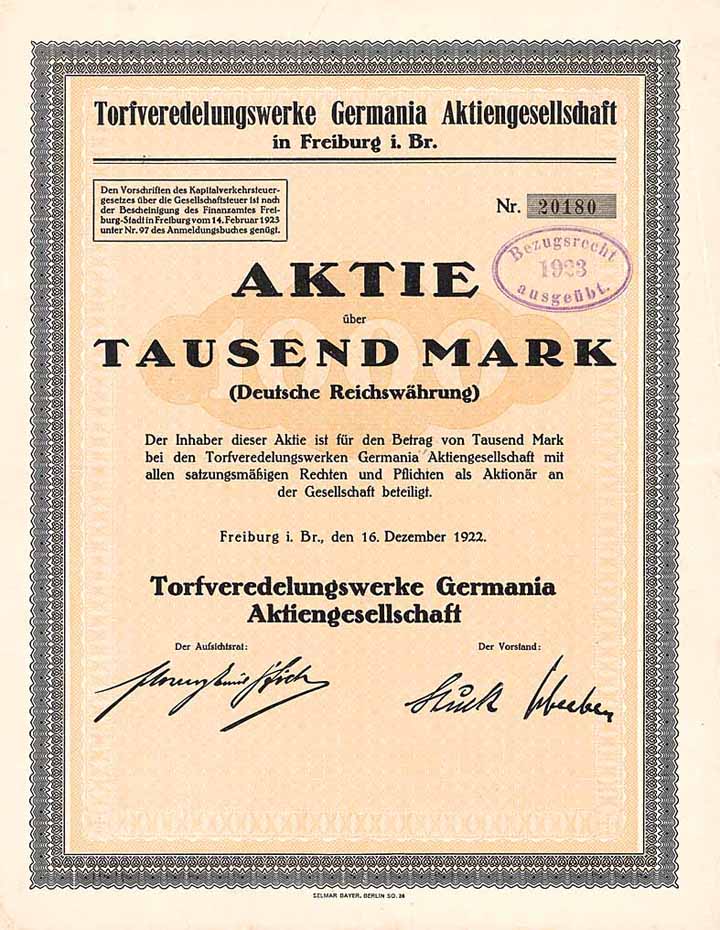 Torfveredelungswerke Germania Aktiengesellschaft
in Freiburg i. Br.
Den Vorschriften des Kapitalverkehrsteuer-
gesetzes über die Gesellschaftsteuer ist nach
der Bescheinigung des Finanzamtes Frei-
burg-Stadt in Freiburg vom 14. Februar 1923
unter Nr. 97 des Anmeldungsbuches genügt.
Nr. 20180
Bezugsrecht
1923
ausgeübt.
AKTIE
über
1000
TAUSEND MARK
(Deutsche Reichswährung)
Der Inhaber dieser Aktie ist für den Betrag von Tausend Mark
bei den Torfveredelungswerken Germania Aktiengesellschaft mit
allen satzungsmäßigen Rechten und Pflichten als Aktionär an
der Gesellschaft beteiligt.
Freiburg i. Br., den 16. Dezember 1922.
Torfveredelungswerke Germania
Aktiengesellschaft
Der Aufsichtsrat:
Der Vorstand:
SELMAR BAYER, BERLIN SO. 36